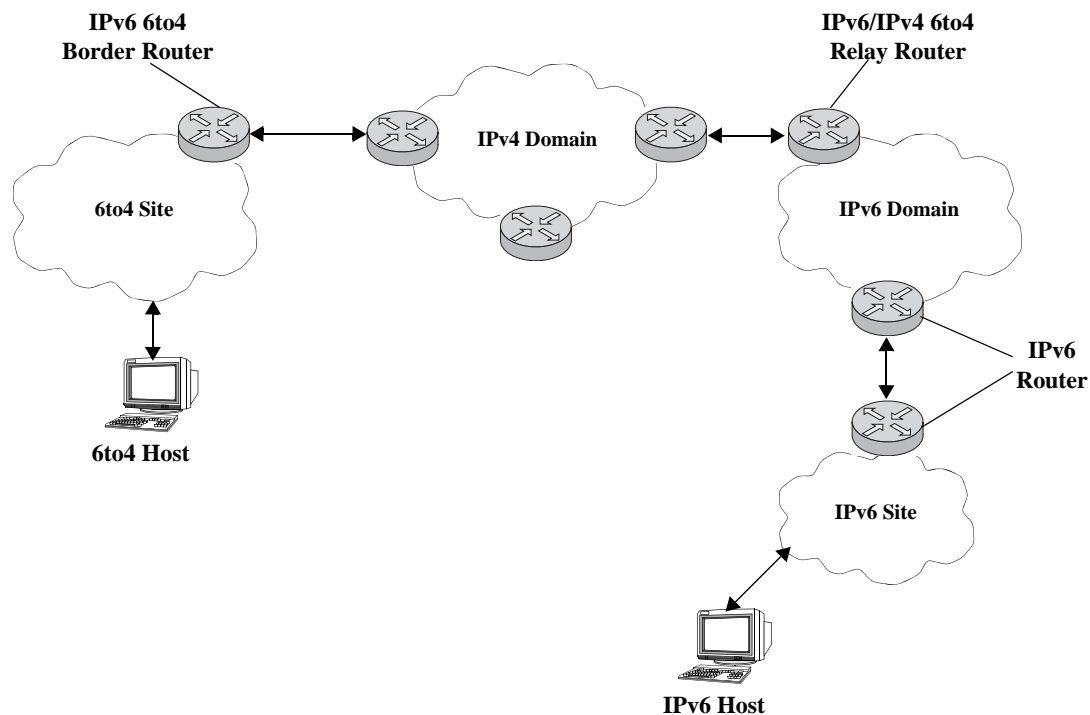 IPv6 6to4
Border Router
IPv6/IPv4 6to4
Relay Router
IPv4 Domain
6to4 Site
IPv6 Domain
IPv6
Router
6to4 Host
IPv6 Site
IPv6 Host